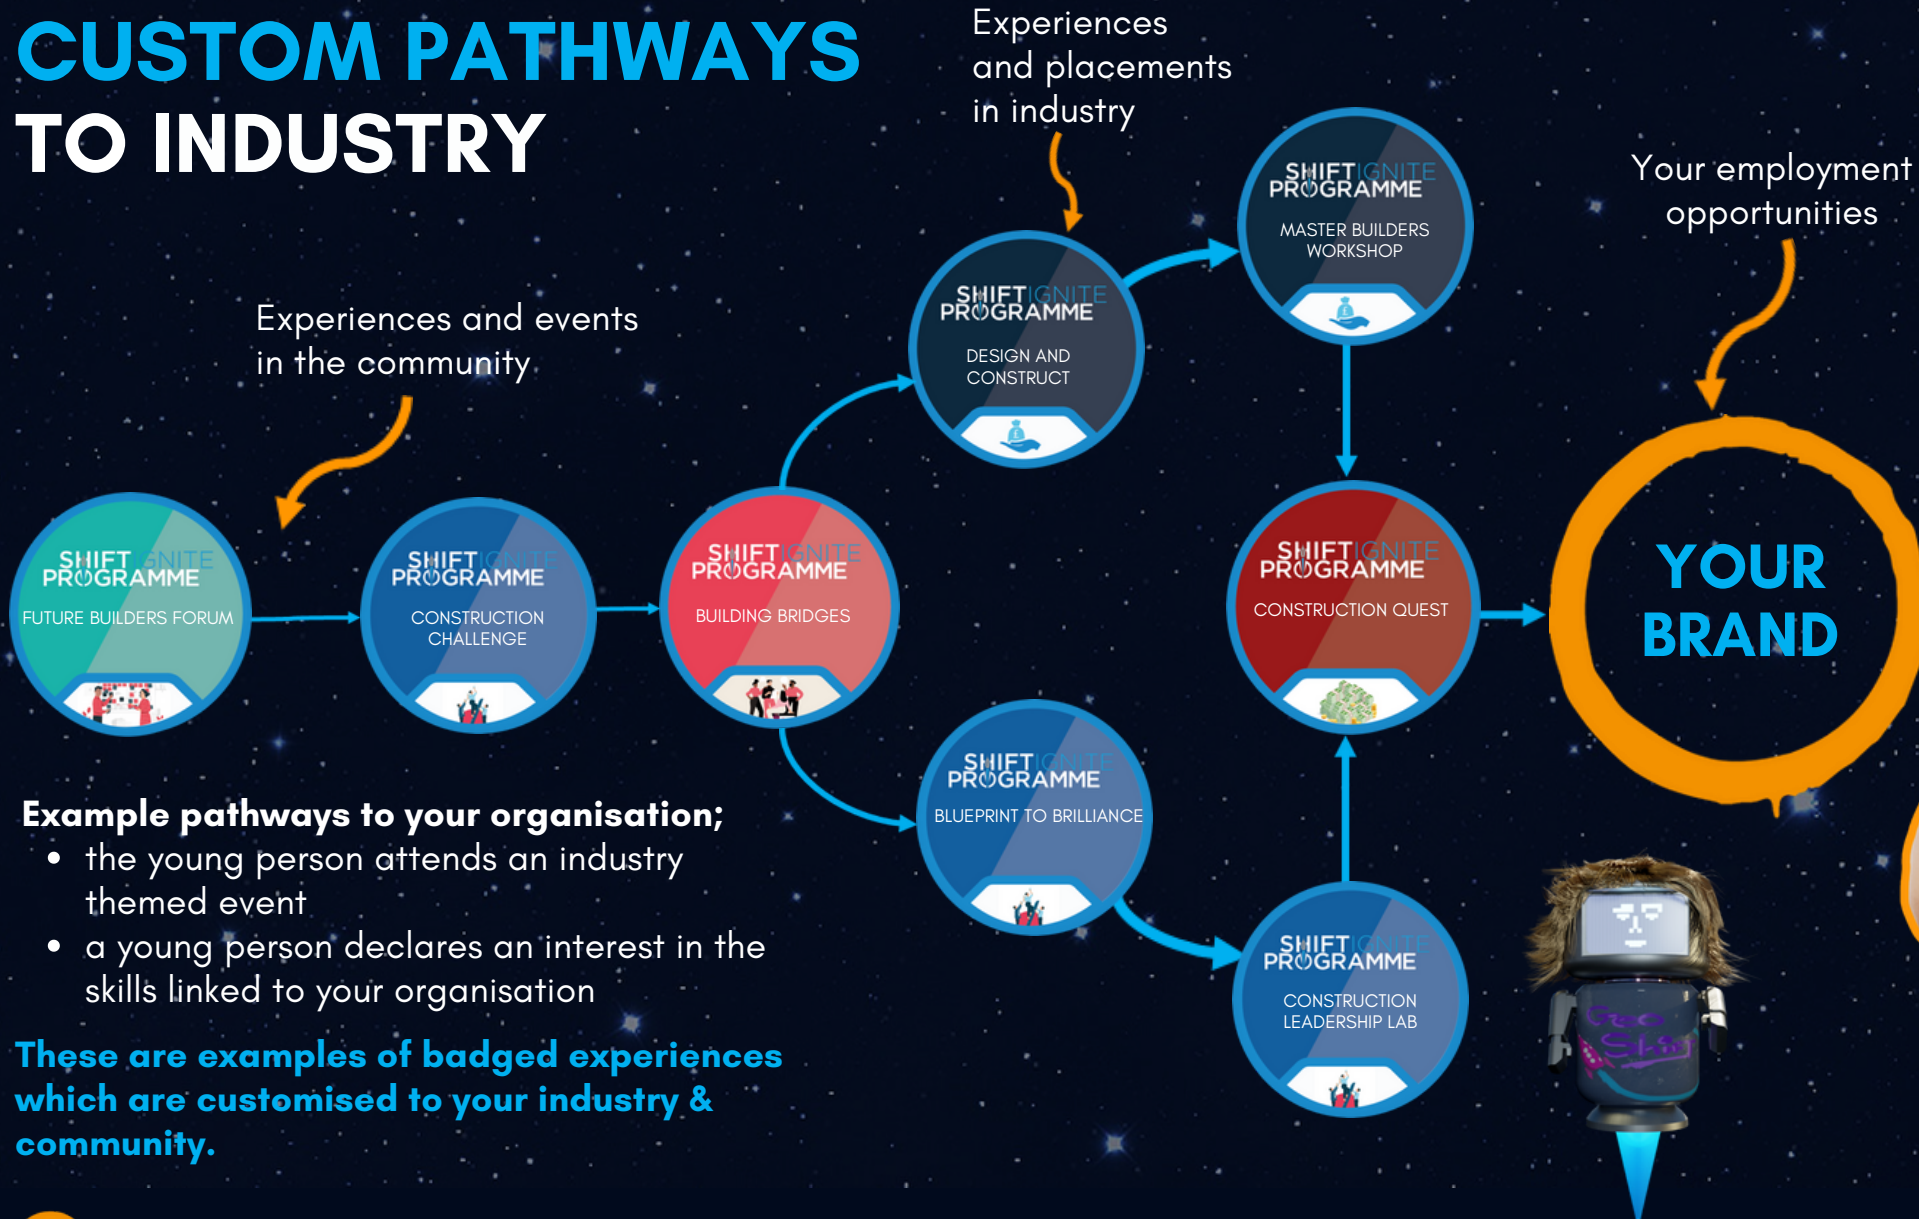 CUSTOM PATHWAYS
TO INDUSTRY
Experiences
and placements
in industry
Your employment
opportunities
Experiences and events
in the community
SHIFT IGNITE
PROGRAMME
MASTER BUILDERS
WORKSHOP
SHIFT IGNITE
PROGRAMME
DESIGN AND
CONSTRUCT
SHIFT IGNITE
PROGRAMME
FUTURE BUILDERS FORUM
SHIFT IGNITE
PROGRAMME
CONSTRUCTION
CHALLENGE
SHIFT IGNITE
PROGRAMME
BUILDING BRIDGES
SHIFT IGNITE
PROGRAMME
CONSTRUCTION QUEST
YOUR
BRAND
SHIFT IGNITE
PROGRAMME
BLUEPRINT TO BRILLIANCE
SHIFT IGNITE
PROGRAMME
CONSTRUCTION
LEADERSHIP LAB
Example pathways to your organisation;
• the young person attends an industry
themed event
• a young person declares an interest in the
skills linked to your organisation
These are examples of badged experiences
which are customised to your industry &
community.
Geo
Shift